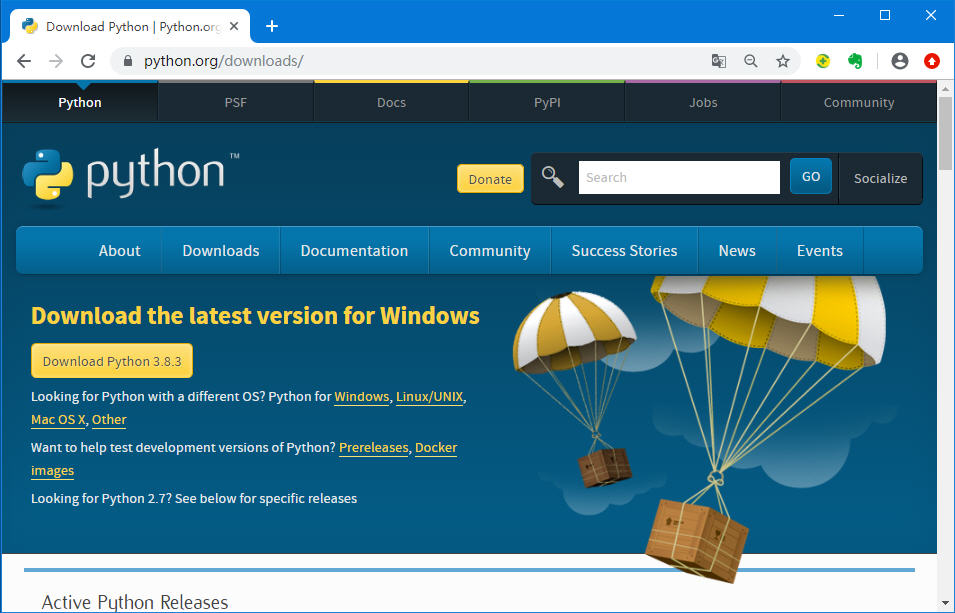 Download Python | Python.org
python.org/downloads/
Python PSF Docs PyPI Jobs Community
python™
Donate Search GO Socialize
About Downloads Documentation Community Success Stories News Events
Download the latest version for Windows
Download Python 3.8.3
Looking for Python with a different OS? Python for Windows, Linux/UNIX,
Mac OS X, Other
Want to help test development versions of Python? Prereleases, Docker
images
Looking for Python 2.7? See below for specific releases
Active Python Releases